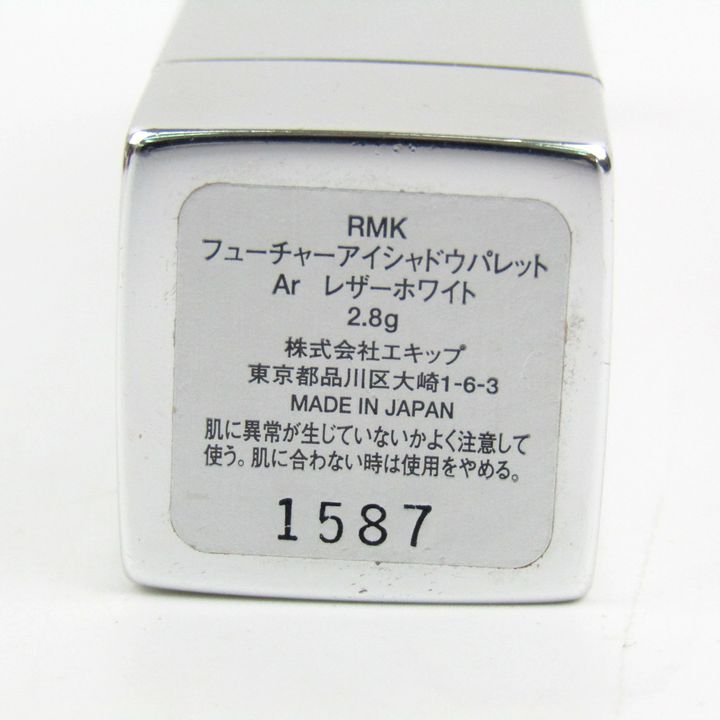 RMK
フューチャーアイシャドウパレット
Ar　レザーホワイト
2.8g
株式会社エキップ
東京都品川区大崎1-6-3
MADE IN JAPAN
肌に異常が生じていないかよく注意して
使う。肌に合わない時は使用をやめる。
1587